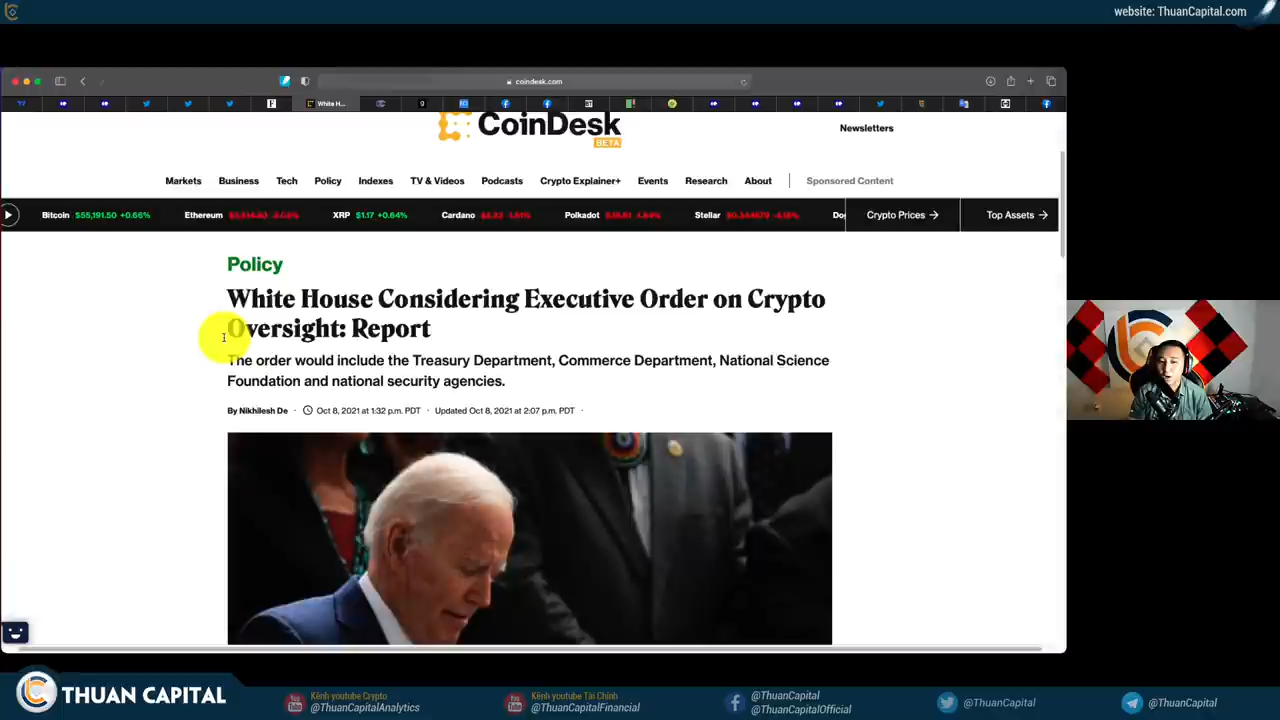 website: ThuanCapital.com
coindesk.com
White H...
CoinDesk
BETA
Newsletters
Markets Business Tech Policy Indexes TV & Videos Podcasts Crypto Explainer+ Events Research About Sponsored Content
Bitcoin $55,191.50 +0.66% Ethereum XRP $1.17 +0.64% Cardano Polkadot Stellar Crypto Prices → Top Assets →
Policy
White House Considering Executive Order on Crypto
Oversight: Report
The order would include the Treasury Department, Commerce Department, National Science
Foundation and national security agencies.
By Nikhilesh De · Oct 8, 2021 at 1:32 p.m. PDT · Updated Oct 8, 2021 at 2:07 p.m. PDT ·
THUAN CAPITAL
Kênh youtube Crypto
@ThuanCapitalAnalytics
Kênh youtube Tài Chính
@ThuanCapitalFinancial
@ThuanCapital
@ThuanCapitalOfficial
@ThuanCapital
@ThuanCapital